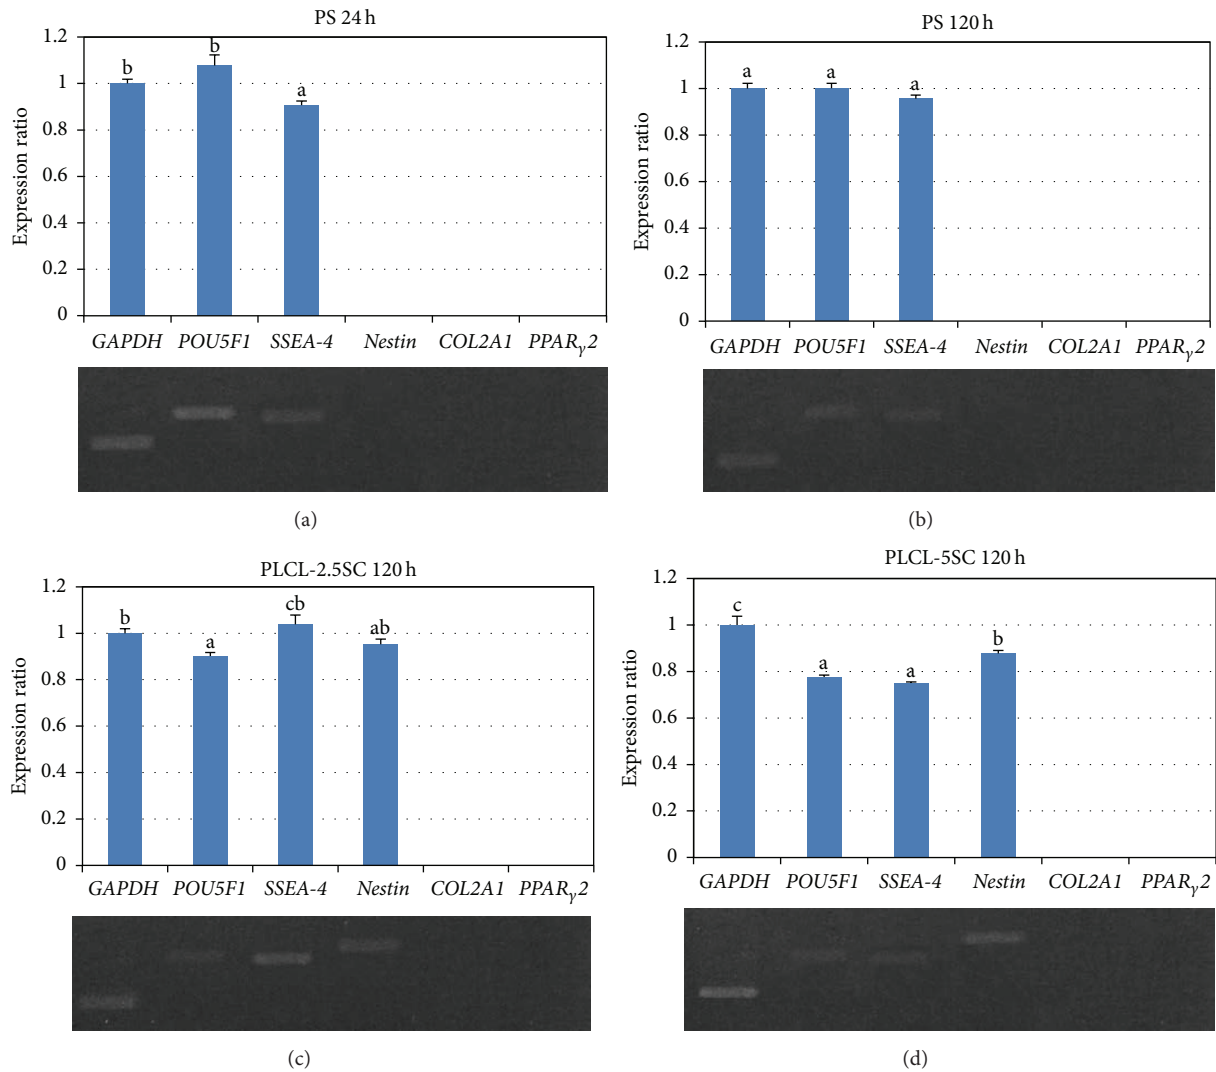 PS 24 h
Expression ratio
1.2
1
0.8
0.6
0.4
0.2
0
b
b
a
GAPDH POU5F1 SSEA-4 Nestin COL2A1 PPARγ2
(a)
PS 120 h
Expression ratio
1.2
1
0.8
0.6
0.4
0.2
0
a
a
a
GAPDH POU5F1 SSEA-4 Nestin COL2A1 PPARγ2
(b)
PLCL-2.5SC 120 h
Expression ratio
1.2
1
0.8
0.6
0.4
0.2
0
b
a
cb
ab
GAPDH POU5F1 SSEA-4 Nestin COL2A1 PPARγ2
(c)
PLCL-5SC 120 h
Expression ratio
1.2
1
0.8
0.6
0.4
0.2
0
c
a
a
b
GAPDH POU5F1 SSEA-4 Nestin COL2A1 PPARγ2
(d)